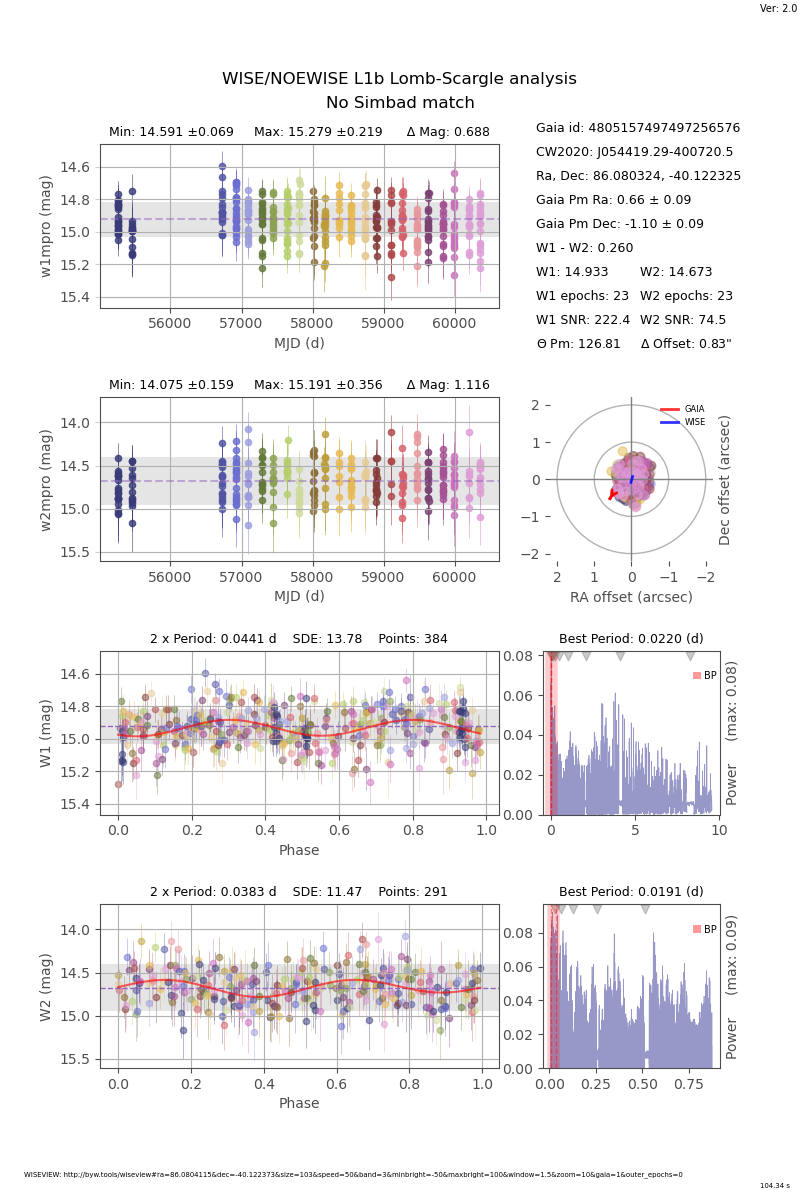 Ver: 2.0
WISE/NOEWISE L1b Lomb-Scargle analysis
No Simbad match
Min: 14.591 ±0.069 Max: 15.279 ±0.219 Δ Mag: 0.688
w1mpro (mag)
14.6
14.8
15.0
15.2
15.4
56000 57000 58000 59000 60000
MJD (d)
Gaia id: 4805157497497256576
CW2020: J054419.29-400720.5
Ra, Dec: 86.080324, -40.122325
Gaia Pm Ra: 0.66 ± 0.09
Gaia Pm Dec: -1.10 ± 0.09
W1 - W2: 0.260
W1: 14.933 W2: 14.673
W1 epochs: 23 W2 epochs: 23
W1 SNR: 222.4 W2 SNR: 74.5
Θ Pm: 126.81 Δ Offset: 0.83"
Min: 14.075 ±0.159 Max: 15.191 ±0.356 Δ Mag: 1.116
w2mpro (mag)
14.0
14.5
15.0
15.5
56000 57000 58000 59000 60000
MJD (d)
GAIA
WISE
2
1
0
−1
−2
2 1 0 −1 −2
RA offset (arcsec)
Dec offset (arcsec)
2 x Period: 0.0441 d SDE: 13.78 Points: 384
W1 (mag)
14.6
14.8
15.0
15.2
15.4
0.0 0.2 0.4 0.6 0.8 1.0
Phase
Best Period: 0.0220 (d)
BP
0.08
0.06
0.04
0.02
0.00
0 5 10
Power (max: 0.08)
2 x Period: 0.0383 d SDE: 11.47 Points: 291
W2 (mag)
14.0
14.5
15.0
15.5
0.0 0.2 0.4 0.6 0.8 1.0
Phase
Best Period: 0.0191 (d)
BP
0.08
0.06
0.04
0.02
0.00
0.00 0.25 0.50 0.75
Power (max: 0.09)
WISEVIEW: http://byw.tools/wiseview#ra=86.0804115&dec=-40.122373&size=103&speed=50&band=3&minbright=-50&maxbright=100&window=1.5&zoom=10&gaia=1&outer_epochs=0
104.34 s